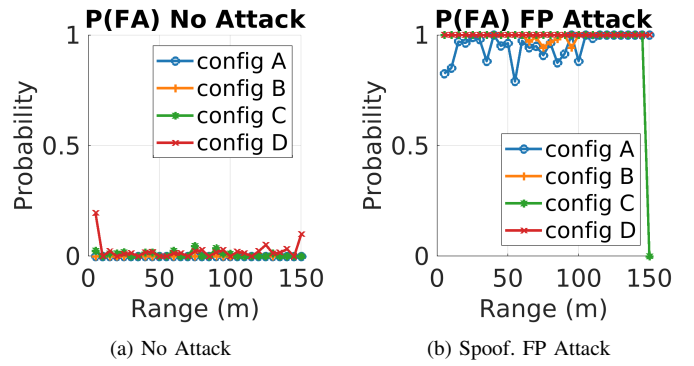 P(FA) No Attack
1
0.5
0
Probability
config A
config B
config C
config D
0 50 100 150
Range (m)
(a) No Attack
P(FA) FP Attack
1
0.5
0
Probability
config A
config B
config C
config D
0 50 100 150
Range (m)
(b) Spoof. FP Attack